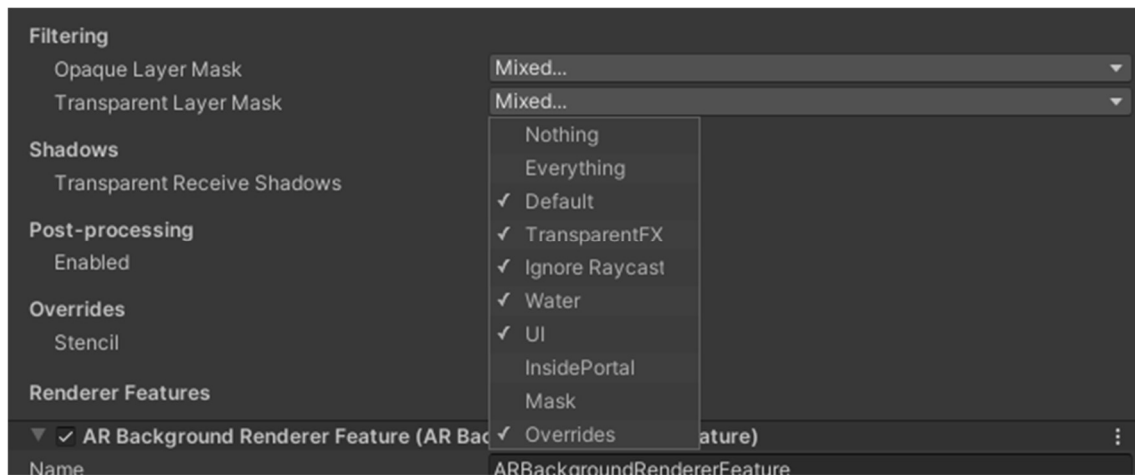 Filtering
Opaque Layer Mask Mixed...
Transparent Layer Mask Mixed...
Nothing
Shadows
Everything
Transparent Receive Shadows
✓ Default
Post-processing
✓ TransparentFX
Enabled
✓ Ignore Raycast
Overrides
✓ Water
Stencil
✓ UI
InsidePortal
Renderer Features
Mask
AR Background Renderer Feature (AR Bac
✓ Overrides
ature)
Name ARBackgroundRendererFeature